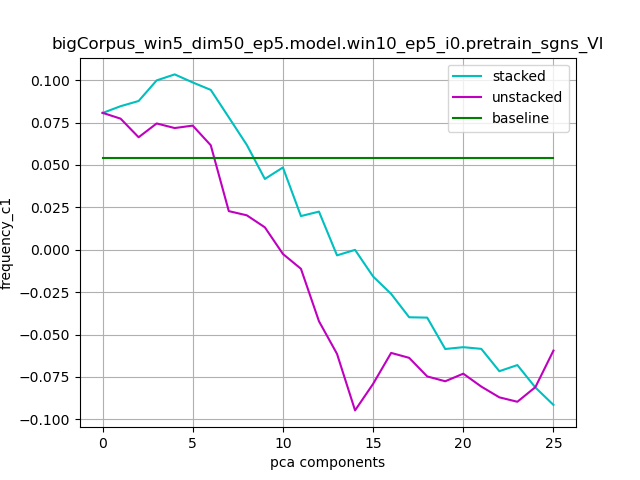 bigCorpus_win5_dim50_ep5.model.win10_ep5_i0.pretrain_sgns_VI
stacked
unstacked
baseline
0.100
0.075
0.050
0.025
0.000
−0.025
−0.050
−0.075
−0.100
frequency_c1
0 5 10 15 20 25
pca components